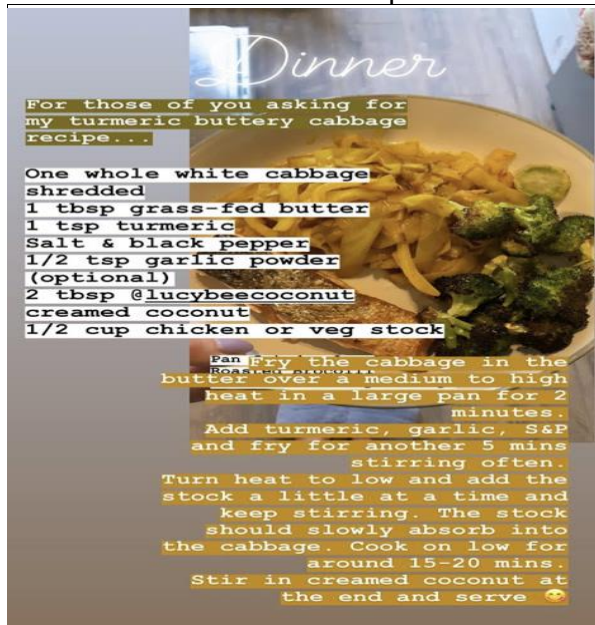 Dinner
For those of you asking for
my turmeric buttery cabbage
recipe...
One whole white cabbage
shredded
1 tbsp grass-fed butter
1 tsp turmeric
Salt & black pepper
1/2 tsp garlic powder
(optional)
2 tbsp @lucybeecoconut
creamed coconut
1/2 cup chicken or veg stock
Pan
Roasted Brocolli
Fry the cabbage in the
butter over a medium to high
heat in a large pan for 2
minutes.
Add turmeric, garlic, S&P
and fry for another 5 mins
stirring often.
Turn heat to low and add the
stock a little at a time and
keep stirring. The stock
should slowly absorb into
the cabbage. Cook on low for
around 15-20 mins.
Stir in creamed coconut at
the end and serve 😋